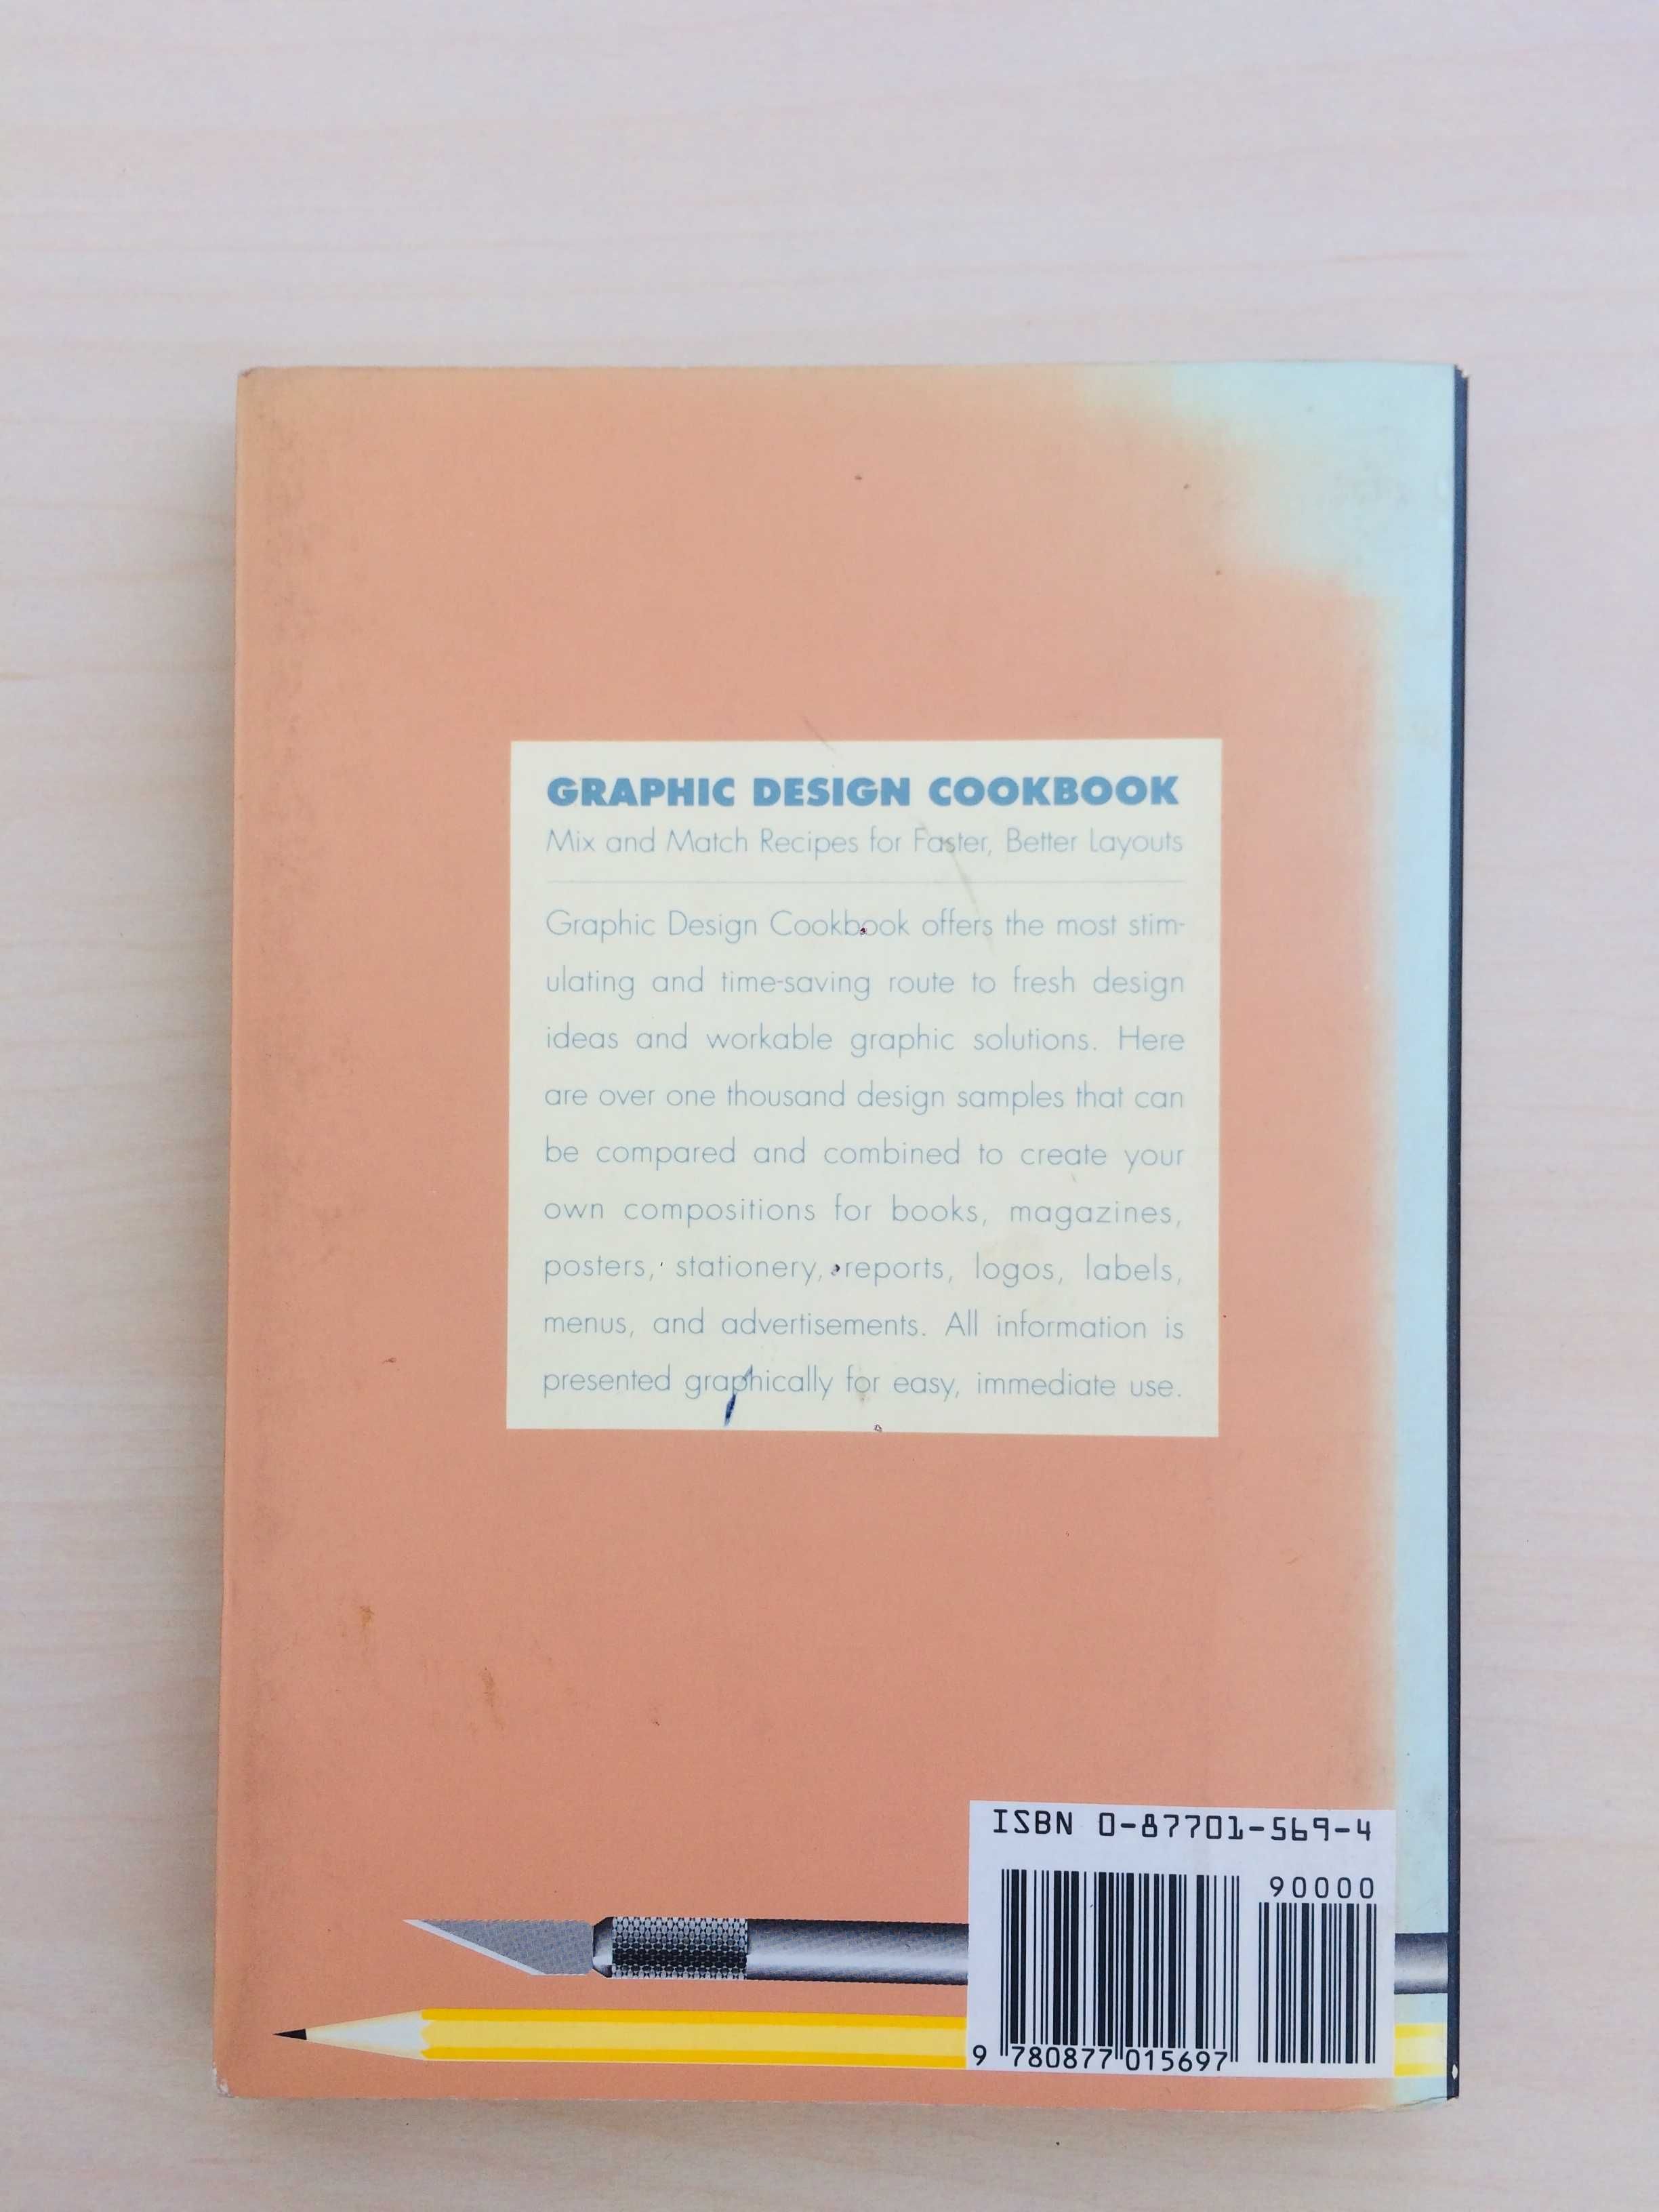 GRAPHIC DESIGN COOKBOOK
Mix and Match Recipes for Faster, Better Layouts
Graphic Design Cookbook offers the most stim-
ulating and time-saving route to fresh design
ideas and workable graphic solutions. Here
are over one thousand design samples that can
be compared and combined to create your
own compositions for books, magazines,
posters, stationery, reports, logos, labels,
menus, and advertisements. All information is
presented graphically for easy, immediate use.
ISBN 0-87701-569-4
90000
9 780877 015697